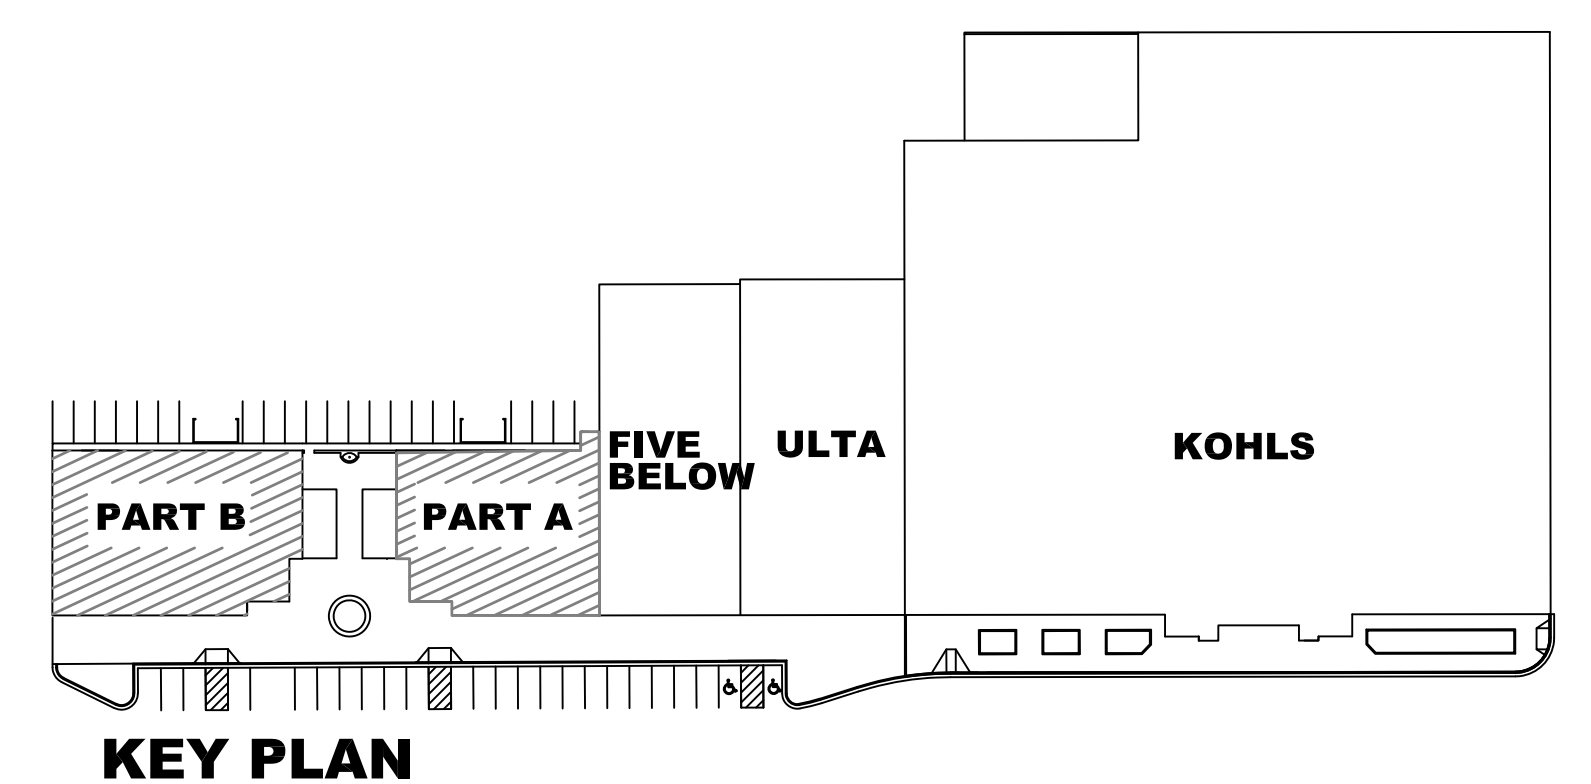 FIVE
BELOW
ULTA
KOHLS
PART B
PART A
KEY PLAN